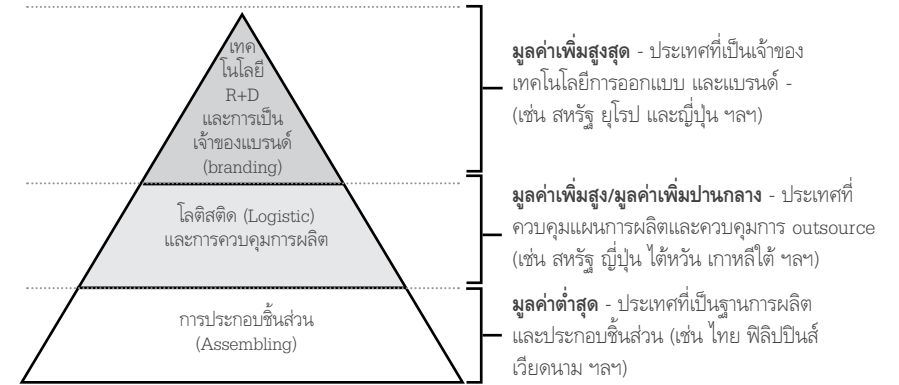 เทค
โนโลยี
R+D
และการเป็น
เจ้าของแบรนด์
(branding)
มูลค่าเพิ่มสูงสุด - ประเทศที่เป็นเจ้าของ
เทคโนโลยีการออกแบบ และแบรนด์ -
(เช่น สหรัฐ ยุโรป และญี่ปุ่น ฯลฯ)
โลติสติด (Logistic)
และการควบคุมการผลิต
มูลค่าเพิ่มสูง/มูลค่าเพิ่มปานกลาง - ประเทศที่
ควบคุมแผนการผลิตและควบคุมการ outsource
(เช่น สหรัฐ ญี่ปุ่น ไต้หวัน เกาหลีใต้ ฯลฯ)
การประกอบชิ้นส่วน
(Assembling)
มูลค่าต่ำสุด - ประเทศที่เป็นฐานการผลิต
และประกอบชิ้นส่วน (เช่น ไทย ฟิลิปปินส์
เวียดนาม ฯลฯ)